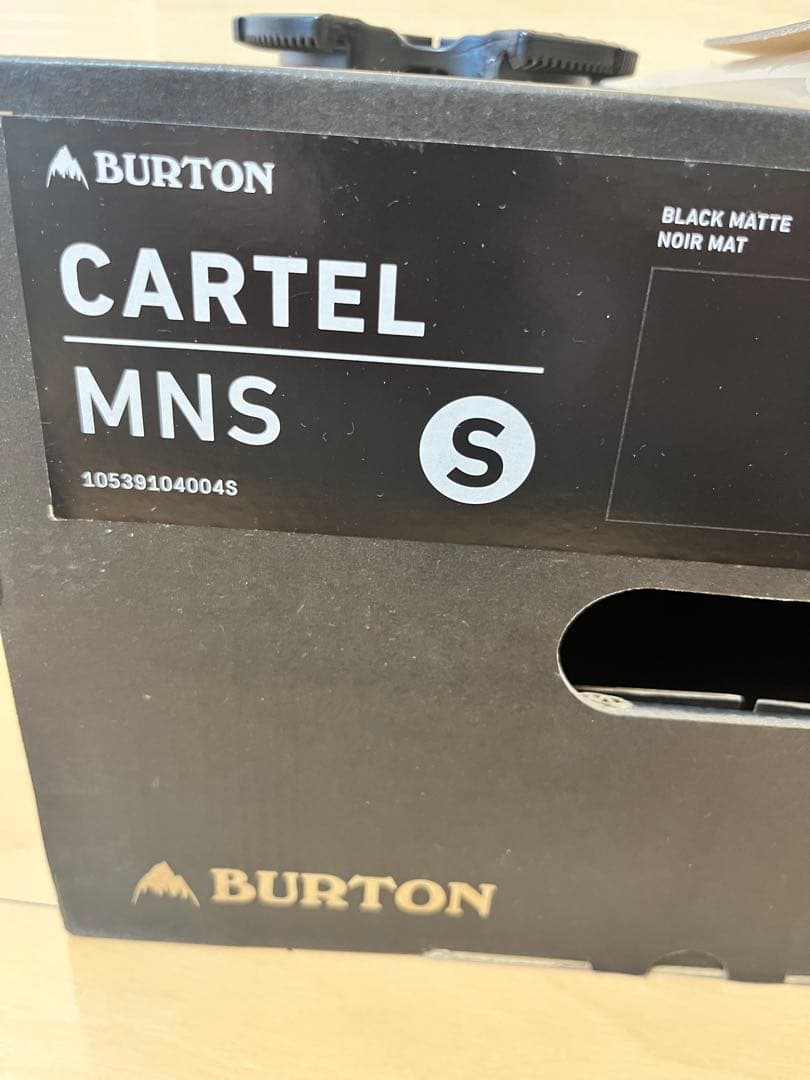 BURTON
CARTEL
MNS
S
10539104004S
BLACK MATTE
NOIR MAT
BURTON